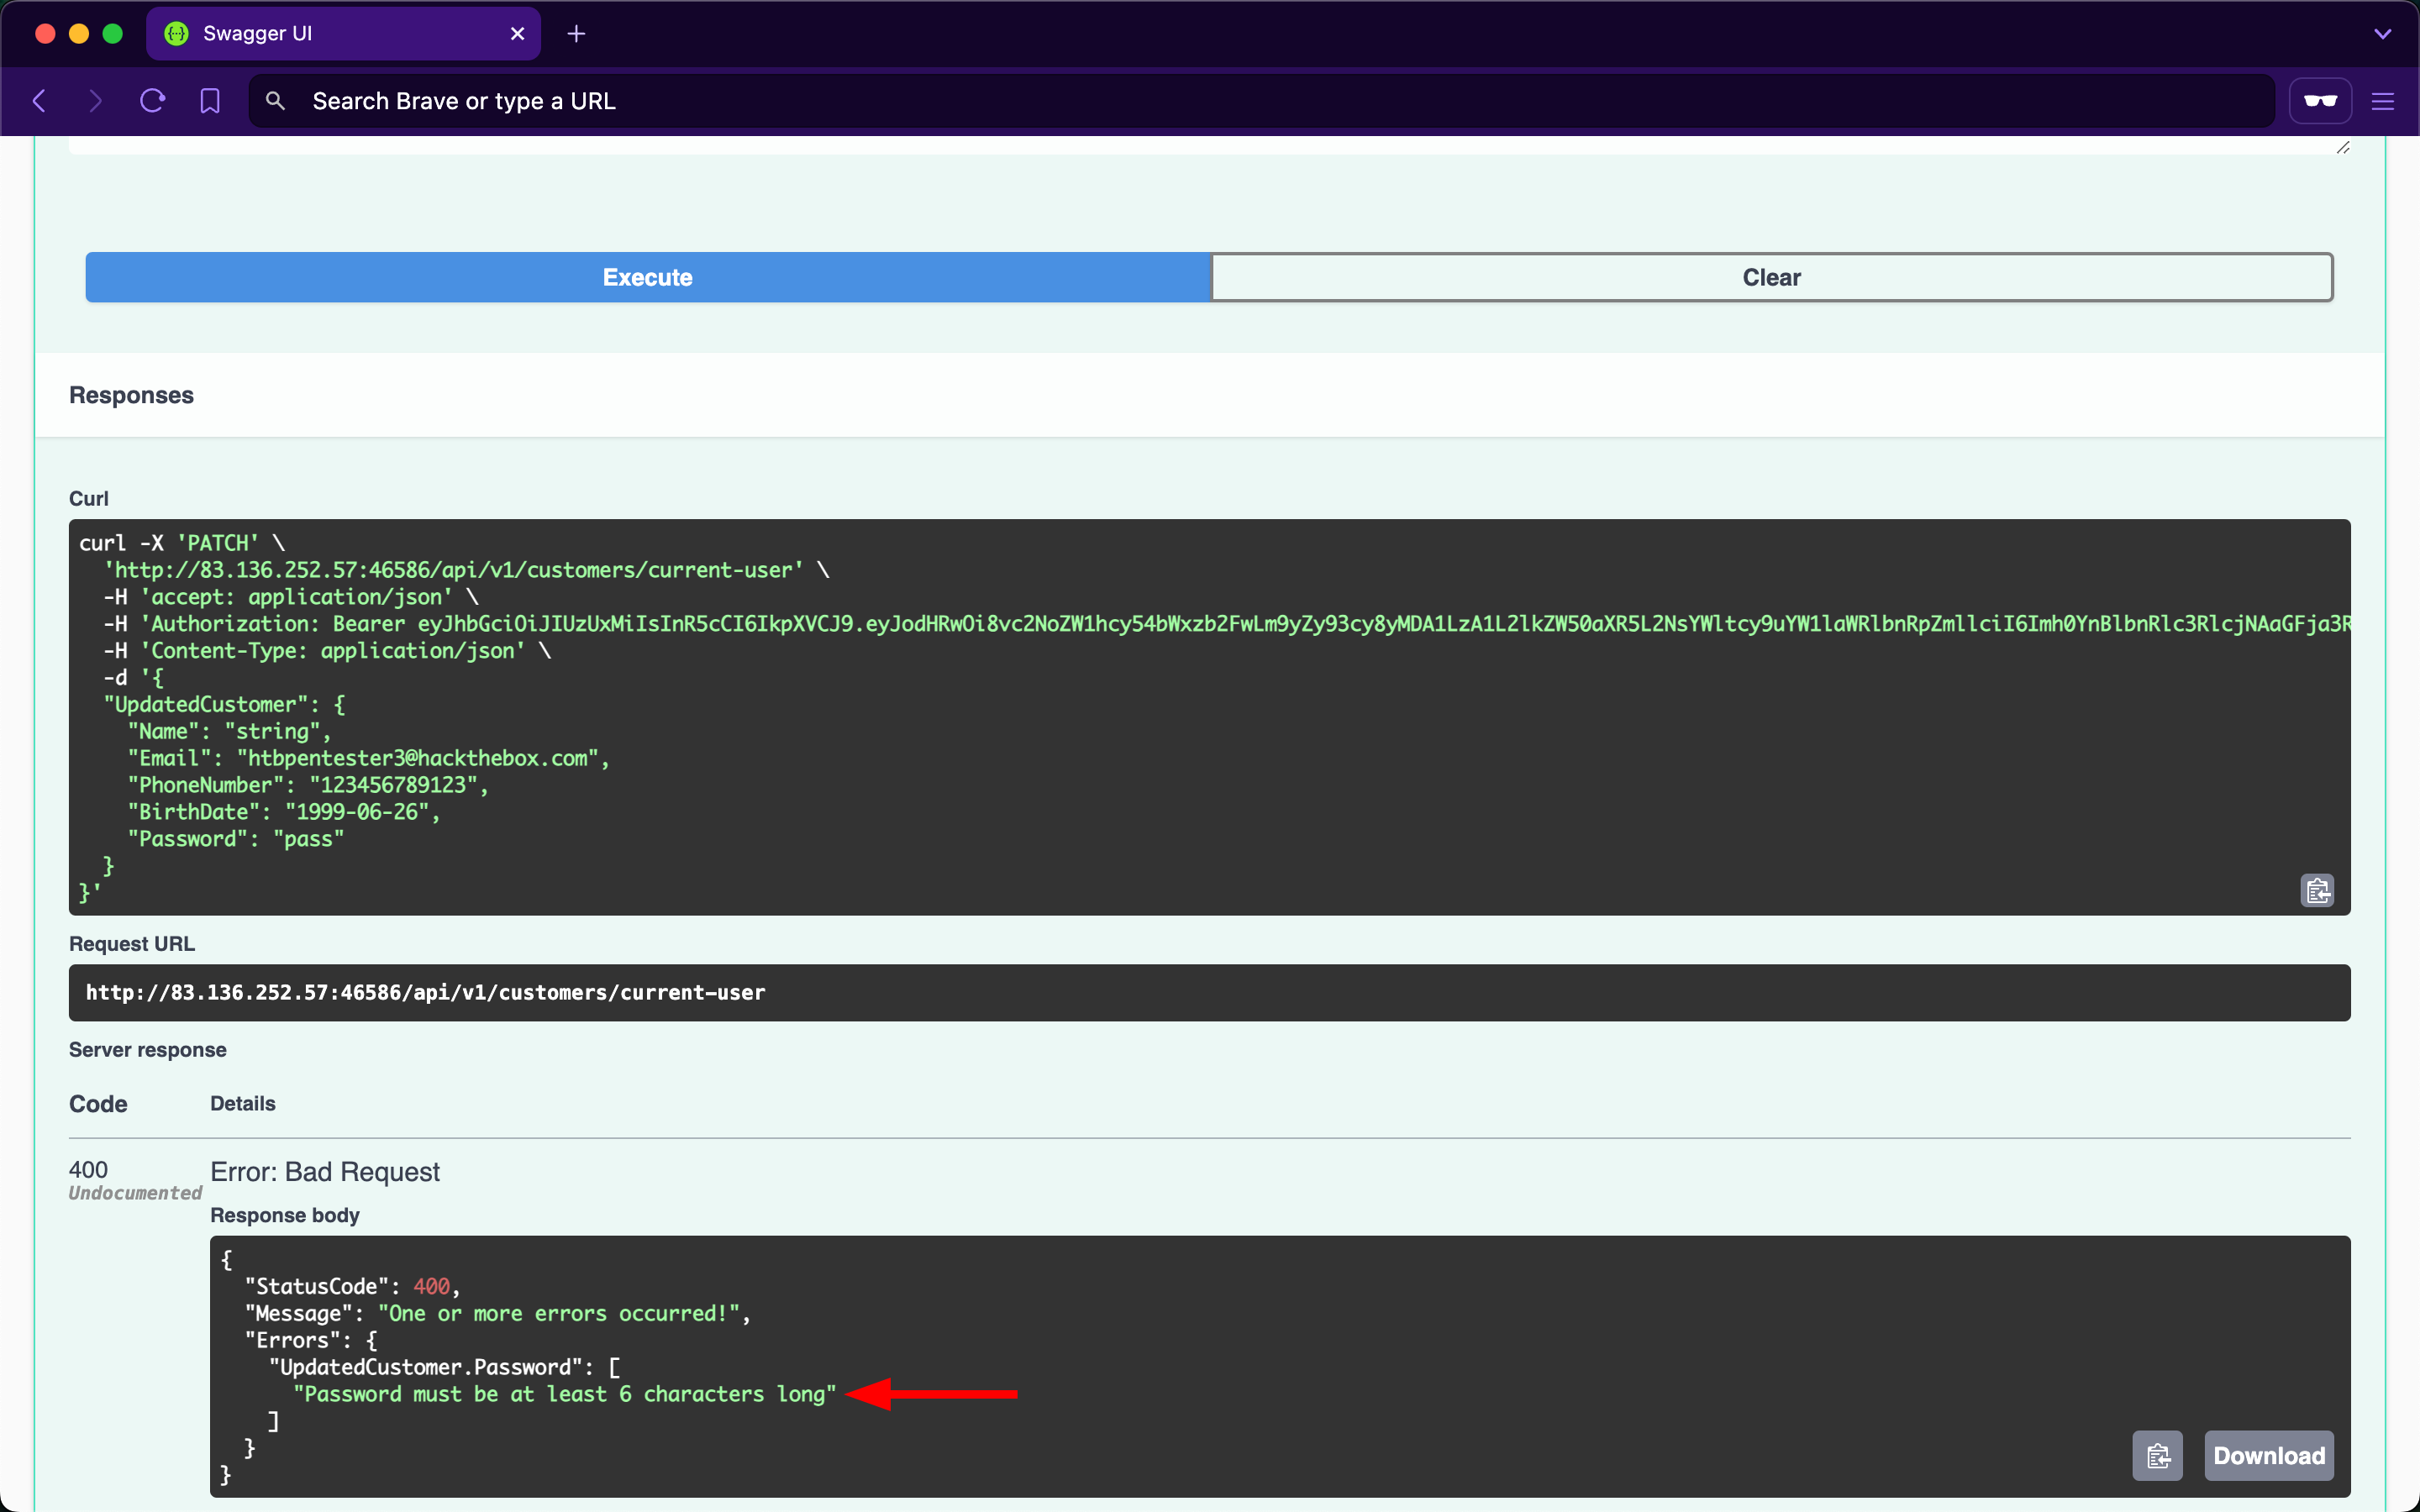 Swagger UI
Search Brave or type a URL
Execute
Clear
Responses
Curl
curl -X 'PATCH' \
'http://83.136.252.57:46586/api/v1/customers/current-user' \
-H 'accept: application/json' \
-H 'Authorization: Bearer eyJhbGciOiJIUzUxMiIsInR5cCI6IkpXVCJ9.eyJodHRwOi8vc2NoZW1hcy54bWxzb2FwLm9yZy93cy8yMDA1LzA1L2lkZW50aXR5L2NsYWltcy9uYW1laWRlbnRpZmllciI6Imh0YnBlbnRlc3RlcjNAaGFja3R
-H 'Content-Type: application/json' \
-d '{
"UpdatedCustomer": {
"Name": "string",
"Email": "htbpentester3@hackthebox.com",
"PhoneNumber": "123456789123",
"BirthDate": "1999-06-26",
"Password": "pass"
}
}'
Request URL
http://83.136.252.57:46586/api/v1/customers/current-user
Server response
Code
Details
400
Undocumented
Error: Bad Request
Response body
{
"StatusCode": 400,
"Message": "One or more errors occurred!",
"Errors": {
"UpdatedCustomer.Password": [
"Password must be at least 6 characters long"
]
}
}
Download